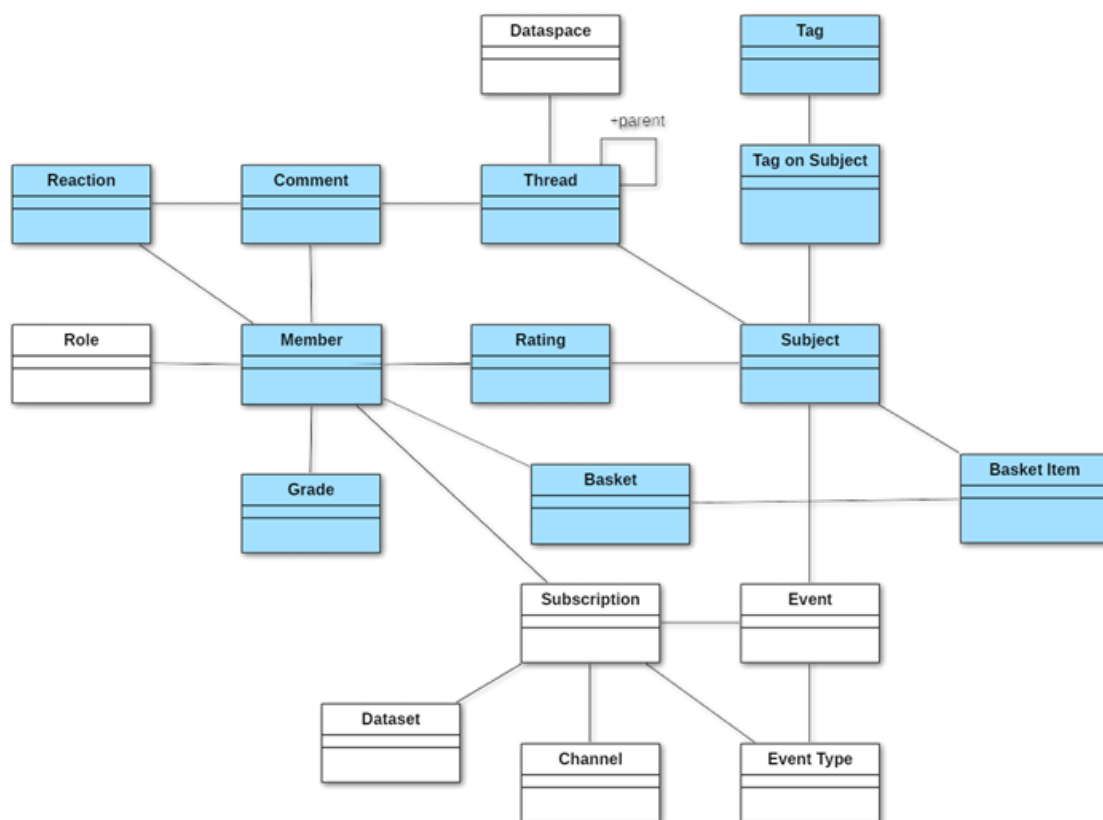 Dataspace
Tag
+parent
Reaction
Comment
Thread
Tag on Subject
Role
Member
Rating
Subject
Grade
Basket
Basket Item
Subscription
Event
Dataset
Channel
Event Type